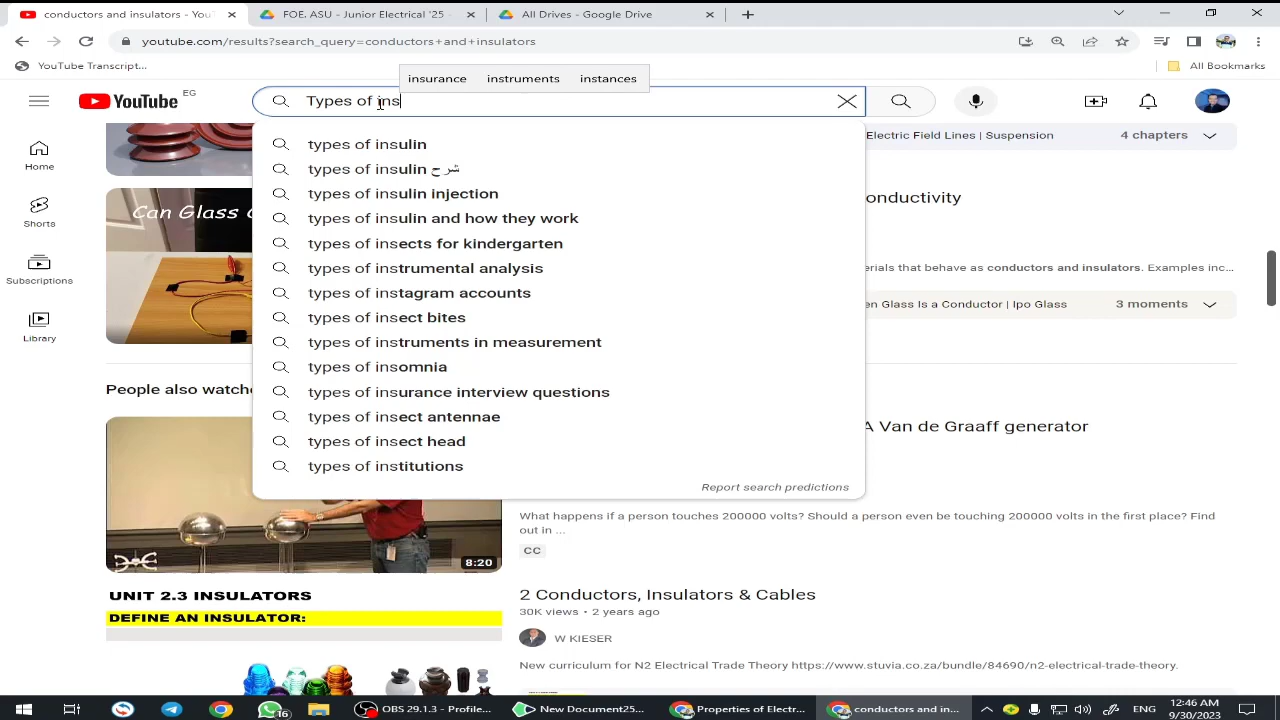 conductors and insulators - YouT
FOE. ASU - Junior Electrical '25 -
All Drives - Google Drive
youtube.com/results?search_query=conductors+and+insulators
YouTube Transcript...
All Bookmarks
insurance instruments instances
YouTube EG
Types of ins
Home
Shorts
Subscriptions
Library
types of insulin
types of insulin شرح
types of insulin injection
types of insulin and how they work
types of insects for kindergarten
types of instrumental analysis
types of instagram accounts
types of insect bites
types of instruments in measurement
types of insomnia
types of insurance interview questions
types of insect antennae
types of insect head
types of institutions
Report search predictions
Electric Field Lines | Suspension
4 chapters
Can Glass
onductivity
erials that behave as conductors and insulators. Examples inc...
en Glass Is a Conductor | Ipo Glass
3 moments
People also watche
A Van de Graaff generator
What happens if a person touches 200000 volts? Should a person even be touching 200000 volts in the first place? Find
out in ...
CC
8:20
UNIT 2.3 INSULATORS
DEFINE AN INSULATOR:
2 Conductors, Insulators & Cables
30K views • 2 years ago
W KIESER
New curriculum for N2 Electrical Trade Theory https://www.stuvia.co.za/bundle/84690/n2-electrical-trade-theory.
16
OBS 29.1.3 - Profile...
New Document25...
Properties of Electr...
conductors and in...
ENG
12:46 AM
9/30/2023